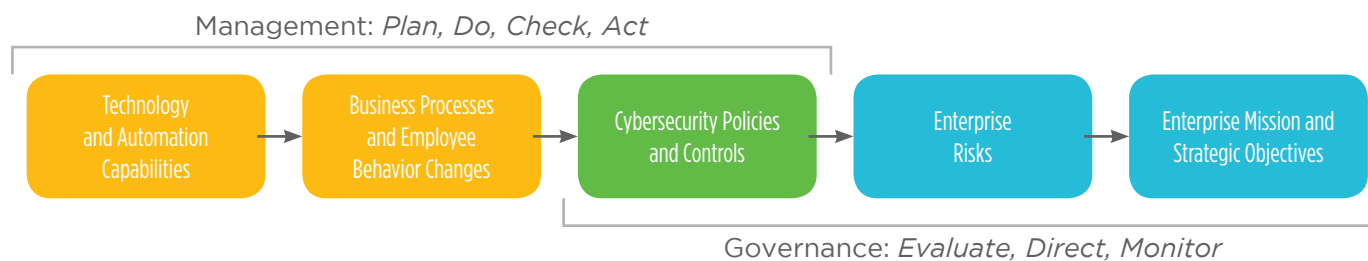 Management: Plan, Do, Check, Act
Technology
and Automation
Capabilities
Business Processes
and Employee
Behavior Changes
Cybersecurity Policies
and Controls
Enterprise
Risks
Enterprise Mission and
Strategic Objectives
Governance: Evaluate, Direct, Monitor